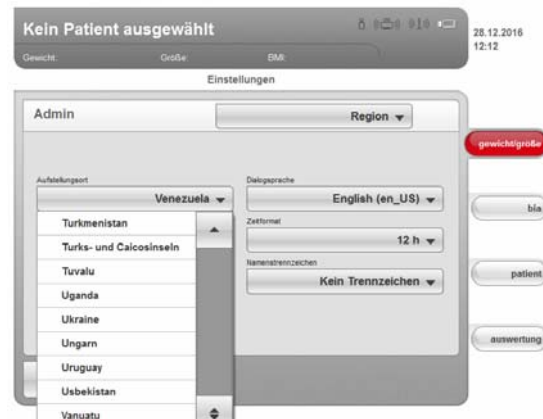 Kein Patient ausgewählt
28.12.2016
12:12
Gewicht: Größe: BMI:
Einstellungen
Admin
Region
gewicht/größe
Aufstellungsort
Venezuela
Dialogsprache
English (en_US)
bia
Turkmenistan
Turks- und Caicosinseln
Tuvalu
Uganda
Ukraine
Ungarn
Uruguay
Usbekistan
Vanuatu
Zeitformat
12 h
Namenstrennzeichen
Kein Trennzeichen
patient
auswertung